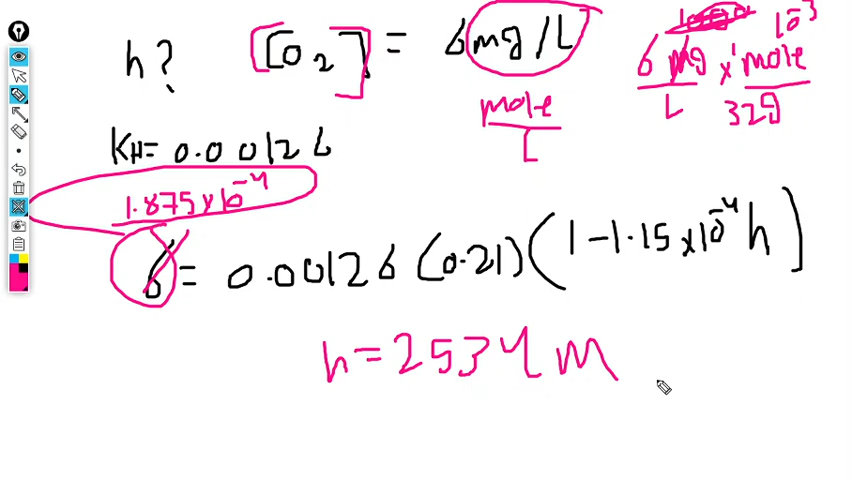 h? [O2] = 6mg/L
10⁻³
6 mg x 1 mole
L 32g
mole
L
KH= 0.00126
1.875x10⁻⁴
6 = 0.00126 (0.21) (1-1.15x10⁻⁴ h)
h=2534 m